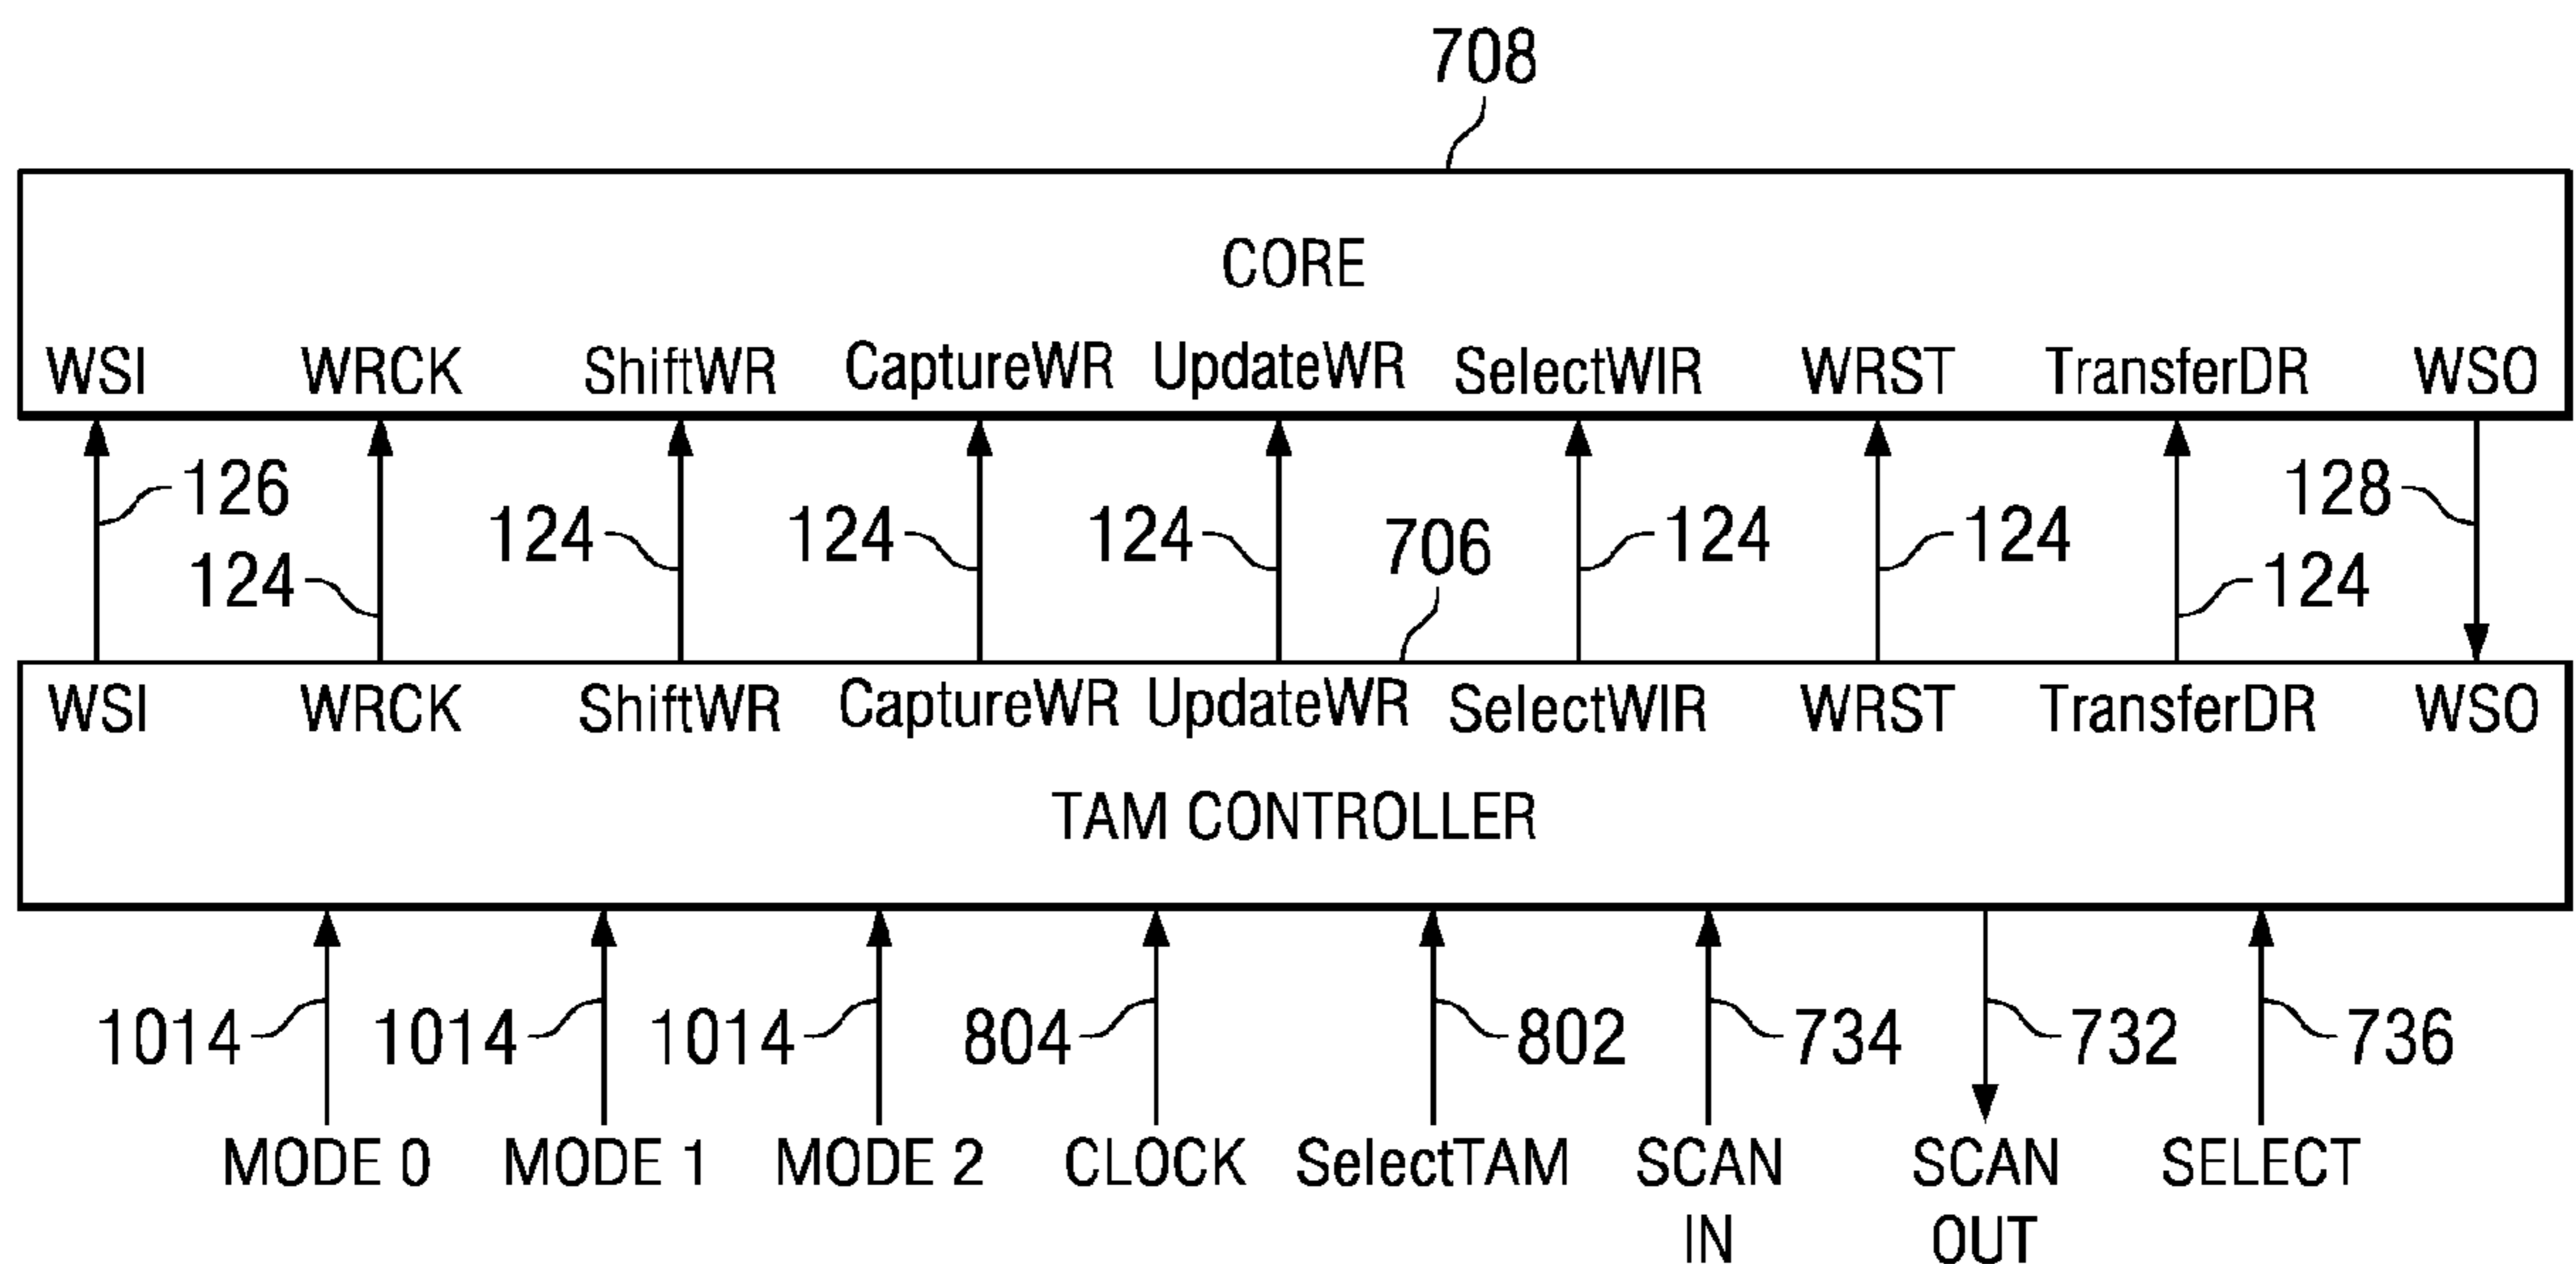 708
CORE
WSI WRCK ShiftWR CaptureWR UpdateWR SelectWIR WRST TransferDR WSO
126 124 124 124 124 706 124 124 124 128
WSI WRCK ShiftWR CaptureWR UpdateWR SelectWIR WRST TransferDR WSO
TAM CONTROLLER
1014 1014 1014 804 802 734 732 736
MODE 0 MODE 1 MODE 2 CLOCK SelectTAM SCAN SCAN SELECT
IN OUT